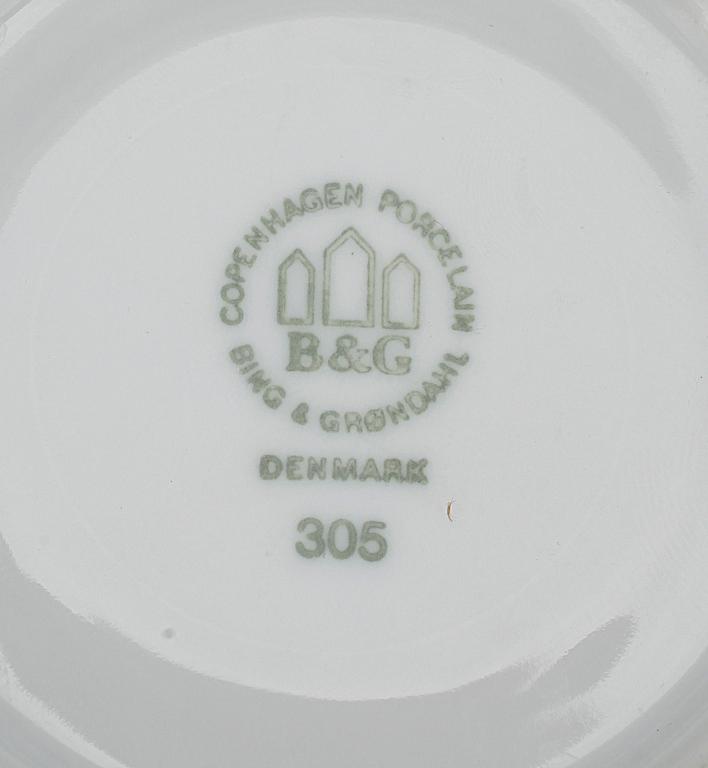 COPENHAGEN PORCELAIN
B&G
BING & GRØNDAHL
DENMARK
305